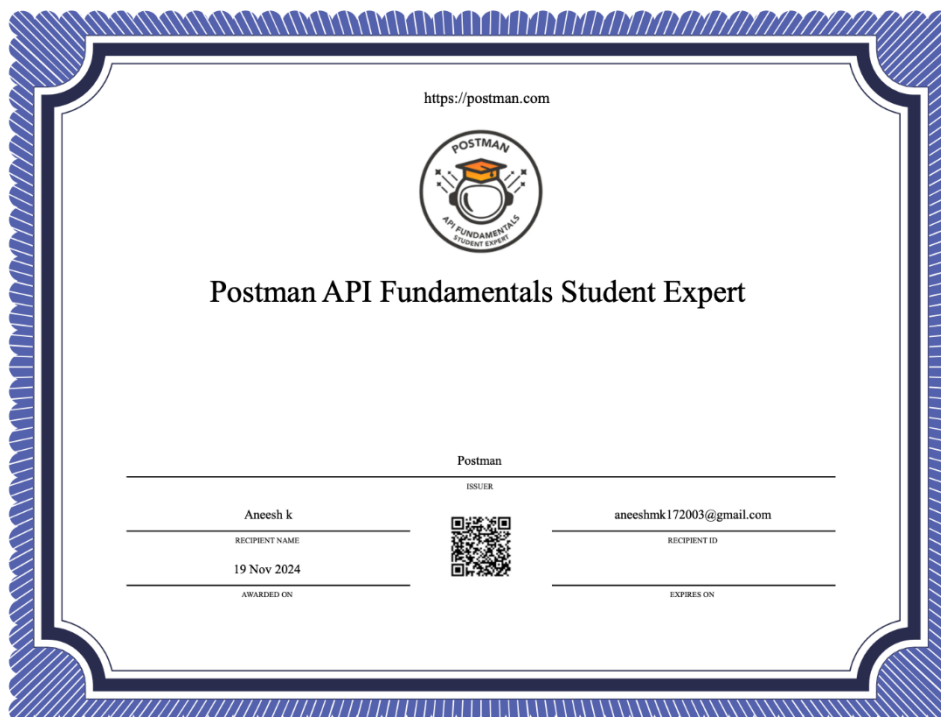 https://postman.com
POSTMAN
API FUNDAMENTALS
STUDENT EXPERT
Postman API Fundamentals Student Expert
Postman
ISSUER
Aneesh k
aneeshmk172003@gmail.com
RECIPIENT NAME
RECIPIENT ID
19 Nov 2024
AWARDED ON
EXPIRES ON